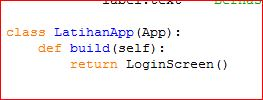 class LatihanApp(App):
    def build(self):
        return LoginScreen()